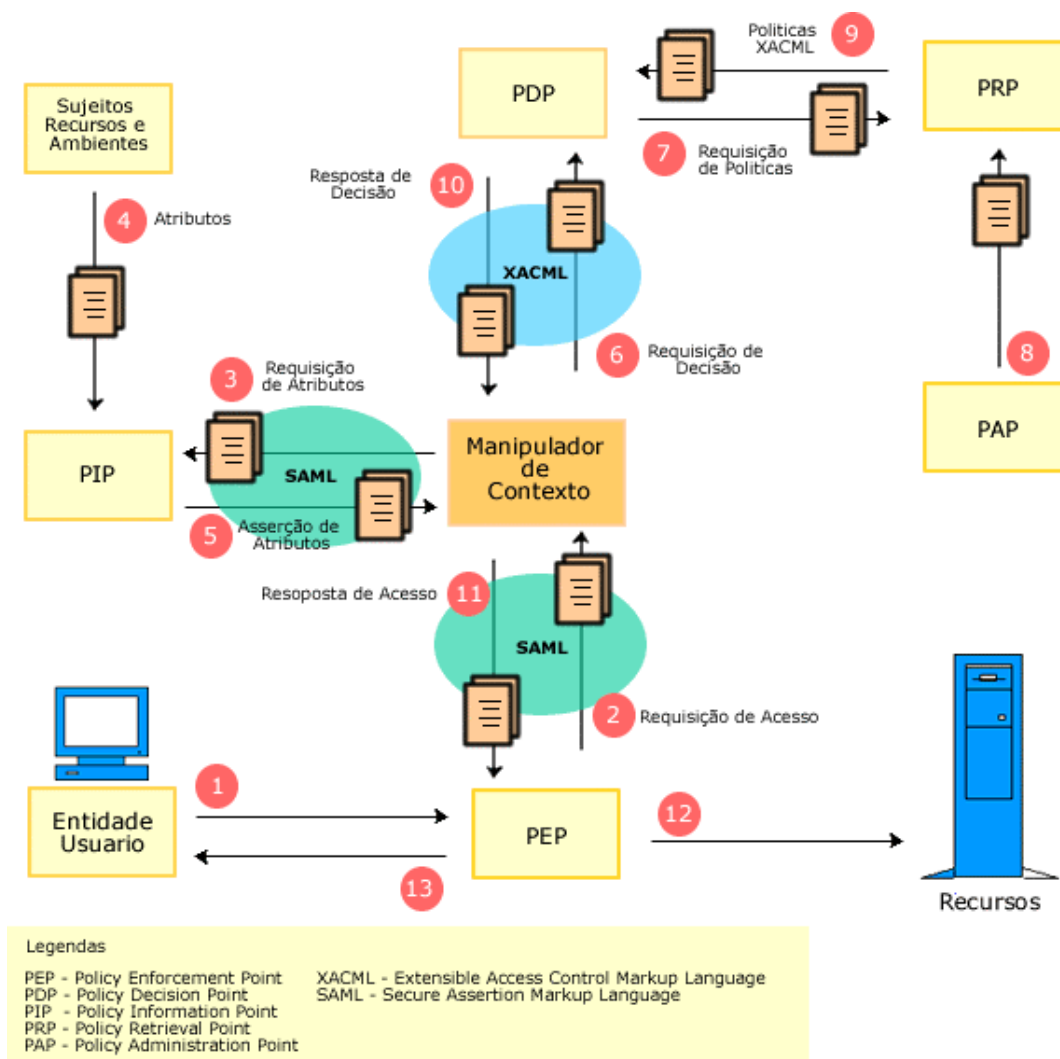 Politicas
XACML
9
PDP
PRP
Sujeitos
Recursos e
Ambientes
7
Requisição
de Politicas
Resposta de
Decisão
10
4
Atributos
XACML
6
Requisição de
Decisão
8
3
Requisição
de Atributos
PAP
PIP
SAML
Manipulador
de
Contexto
5
Asserção de
Atributos
Resoposta de Acesso
11
SAML
2
Requisição de Acesso
1
Entidade
Usuario
PEP
12
13
Recursos
Legendas
PEP - Policy Enforcement Point
PDP - Policy Decision Point
PIP - Policy Information Point
PRP - Policy Retrieval Point
PAP - Policy Administration Point
XACML - Extensible Access Control Markup Language
SAML - Secure Assertion Markup Language